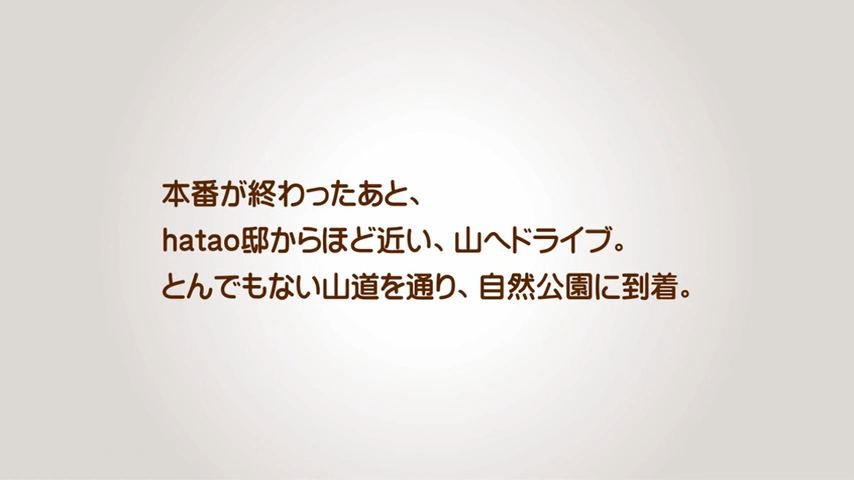 本番が終わったあと、
hatao邸からほど近い、山へドライブ。
とんでもない山道を通り、自然公園に到着。